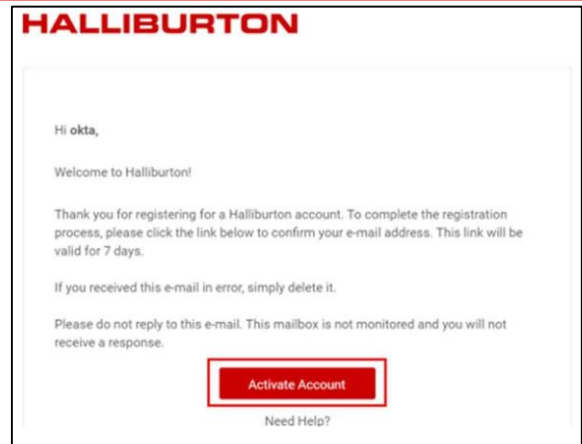 HALLIBURTON
Hi okta,
Welcome to Halliburton!
Thank you for registering for a Halliburton account. To complete the registration
process, please click the link below to confirm your e-mail address. This link will be
valid for 7 days.
If you received this e-mail in error, simply delete it.
Please do not reply to this e-mail. This mailbox is not monitored and you will not
receive a response.
Activate Account
Need Help?